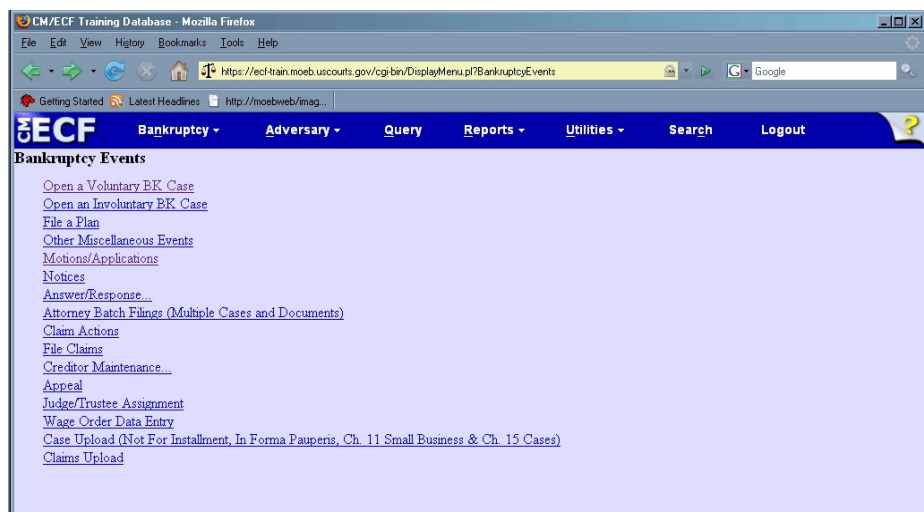 CM/ECF Training Database - Mozilla Firefox
File Edit View History Bookmarks Tools Help
https://ecf-train.moeb.uscourts.gov/cgi-bin/DisplayMenu.pl?BankruptcyEvents G Google
Getting Started Latest Headlines http://moebweb/imag...
CM ECF Bankruptcy Adversary Query Reports Utilities Search Logout ?
Bankruptcy Events
Open a Voluntary BK Case
Open an Involuntary BK Case
File a Plan
Other Miscellaneous Events
Motions/Applications
Notices
Answer/Response...
Attorney Batch Filings (Multiple Cases and Documents)
Claim Actions
File Claims
Creditor Maintenance...
Appeal
Judge/Trustee Assignment
Wage Order Data Entry
Case Upload (Not For Installment, In Forma Pauperis, Ch. 11 Small Business & Ch. 15 Cases)
Claims Upload